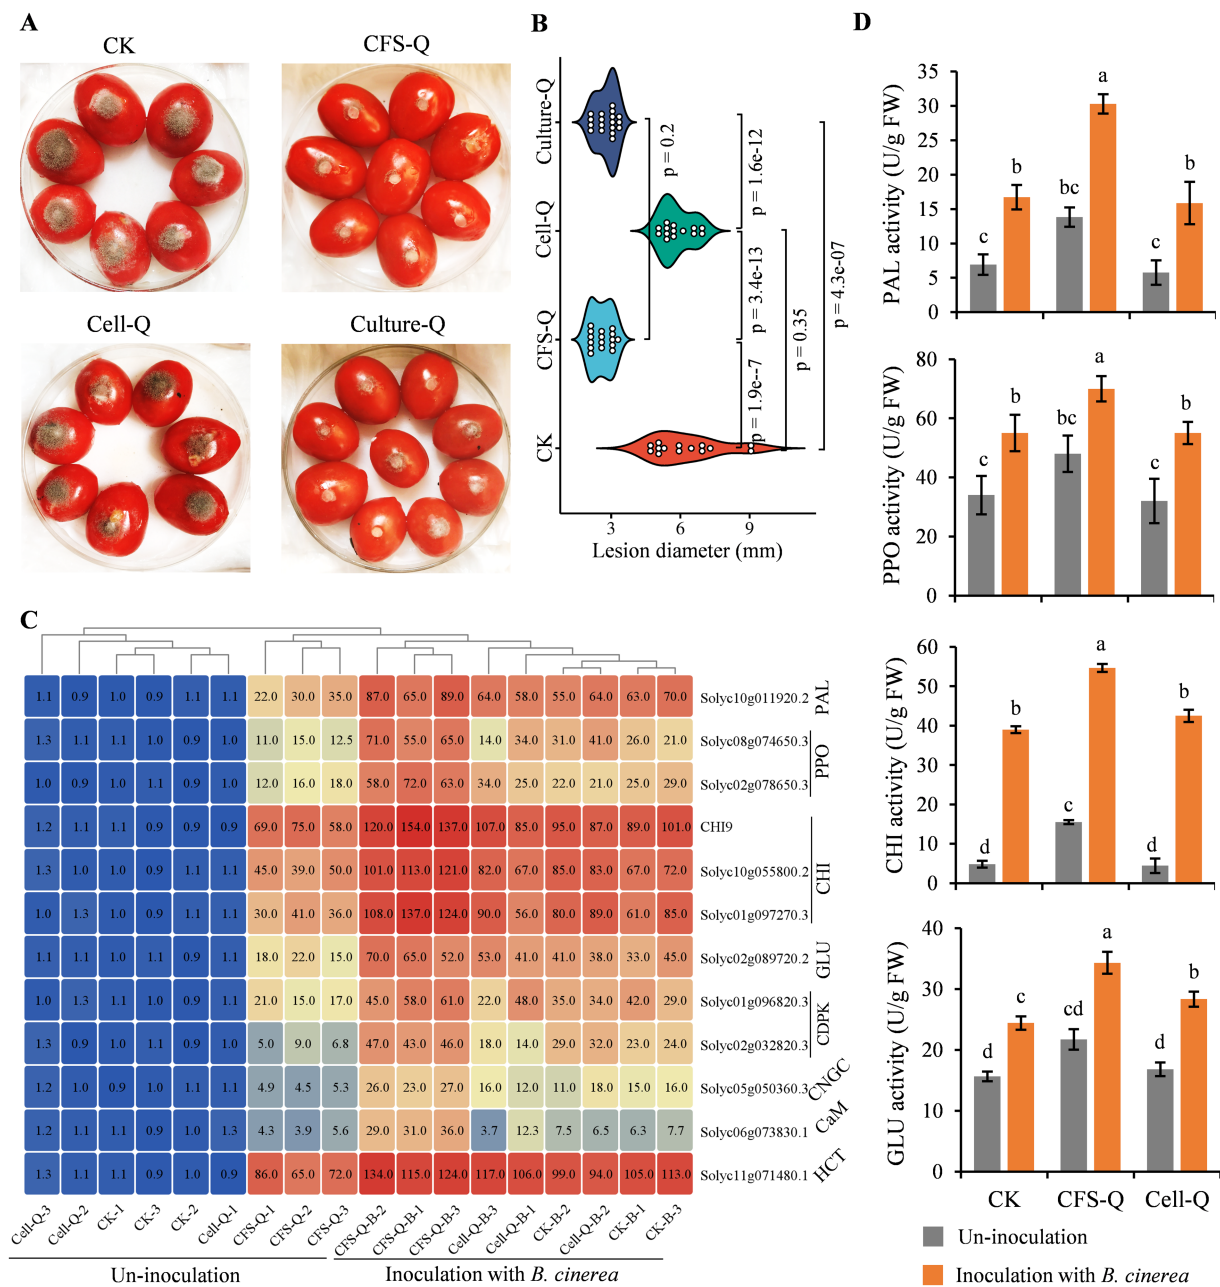 A
CK
CFS-Q
Cell-Q
Culture-Q
B
Culture-Q
Cell-Q
CFS-Q
CK
p = 0.2
p = 1.6e-12
p = 3.4e-13
p = 1.9e--7
p = 0.35
p = 4.3e-07
3 6 9
Lesion diameter (mm)
C
1.1 0.9 1.0 0.9 1.1 1.1 22.0 30.0 35.0 87.0 65.0 89.0 64.0 58.0 55.0 64.0 63.0 70.0 Solyc10g011920.2 PAL
1.3 1.1 1.1 1.0 0.9 1.0 11.0 15.0 12.5 71.0 55.0 65.0 14.0 34.0 31.0 41.0 26.0 21.0 Solyc08g074650.3
PPO
1.0 0.9 1.0 1.1 0.9 1.0 12.0 16.0 18.0 58.0 72.0 63.0 34.0 25.0 22.0 21.0 25.0 29.0 Solyc02g078650.3
1.2 1.1 1.1 0.9 0.9 0.9 69.0 75.0 58.0 120.0 154.0 137.0 107.0 85.0 95.0 87.0 89.0 101.0 CHI9
1.3 1.1 1.0 0.9 1.1 1.1 45.0 39.0 50.0 101.0 113.0 121.0 82.0 67.0 85.0 83.0 67.0 72.0 Solyc10g055800.2 CHI
1.0 1.3 1.0 0.9 1.1 1.1 30.0 41.0 36.0 108.0 137.0 124.0 90.0 56.0 80.0 89.0 61.0 85.0 Solyc01g097270.3
1.1 1.1 1.0 1.1 0.9 1.1 18.0 22.0 15.0 70.0 65.0 52.0 53.0 41.0 41.0 38.0 33.0 45.0 Solyc02g089720.2 GLU
1.0 1.3 1.1 1.0 0.9 1.1 21.0 15.0 17.0 45.0 58.0 61.0 22.0 48.0 35.0 34.0 42.0 29.0 Solyc01g096820.3
CDPK
1.3 0.9 1.1 1.0 0.9 1.0 5.0 9.0 6.8 47.0 43.0 46.0 18.0 14.0 29.0 32.0 23.0 24.0 Solyc02g032820.3
1.2 1.0 0.9 1.0 1.1 1.1 4.9 4.5 5.3 26.0 23.0 27.0 16.0 12.0 11.0 18.0 15.0 16.0 Solyc05g050360.3 CNGC
1.2 1.1 1.1 0.9 1.0 1.3 4.3 3.9 5.6 29.0 31.0 36.0 3.7 12.3 7.5 6.5 6.3 7.7 Solyc06g073830.1 CaM
1.3 1.1 1.1 0.9 1.0 0.9 86.0 65.0 72.0 134.0 115.0 124.0 117.0 106.0 99.0 94.0 105.0 113.0 Solyc11g071480.1 HCT
Cell-Q-3 Cell-Q-2 CK-1 CK-3 CK-2 Cell-Q-1 CFS-Q-1 CFS-Q-2 CFS-Q-3 CFS-Q-B-2 CFS-Q-B-1 CFS-Q-B-3 Cell-Q-B-3 Cell-Q-B-1 CK-B-2 Cell-Q-B-2 CK-B-1 CK-B-3
Un-inoculation
Inoculation with B. cinerea
D
PAL activity (U/g FW)
35
30
25
20
15
10
5
0
c b bc a c b
PPO activity (U/g FW)
80
60
40
20
0
c b bc a c b
CHI activity (U/g FW)
60
50
40
30
20
10
0
d b c a d b
GLU activity (U/g FW)
40
30
20
10
0
d c cd a d b
CK CFS-Q Cell-Q
Un-inoculation
Inoculation with B. cinerea